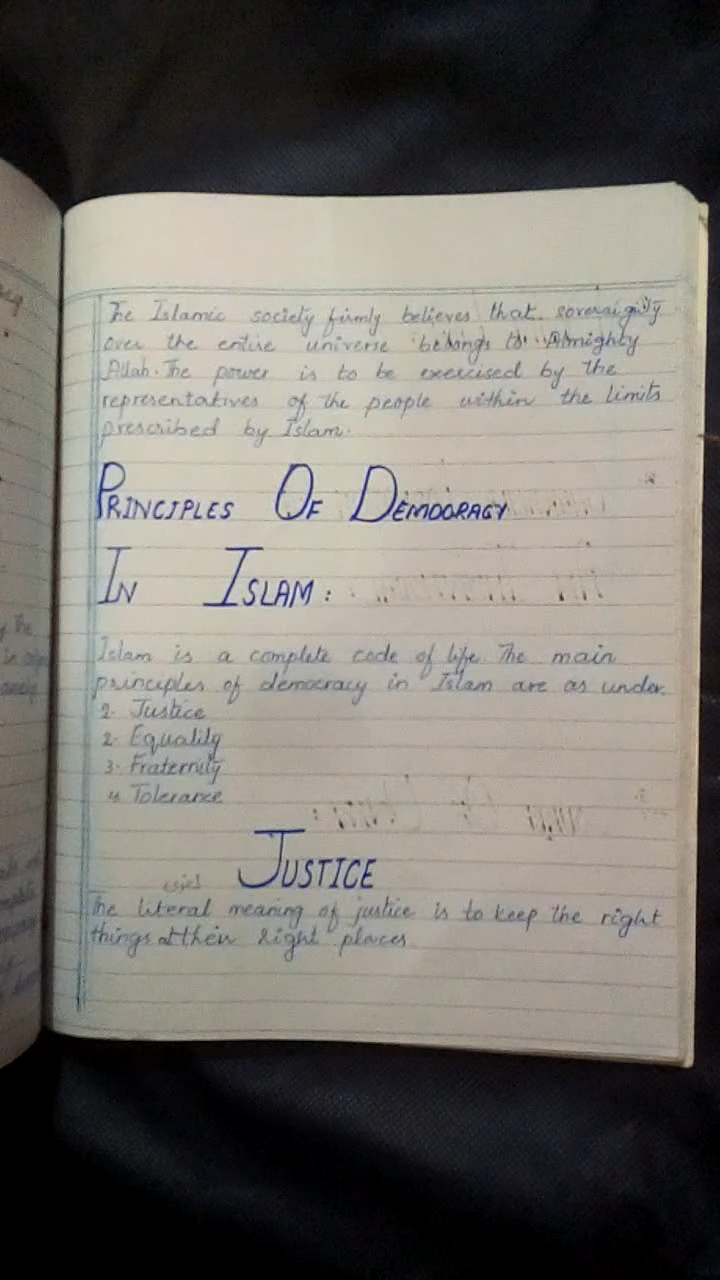 The Islamic society firmly believes that soveraignity
over the entire universe belongs to Almighty
Allah. The power is to be exercised by the
representatives of the people within the limits
prescribed by Islam.
PRINCIPLES OF DEMOCRACY
IN ISLAM:
Islam is a complete code of life. The main
principles of democracy in Islam are as under.
1. Justice
2. Equality
3. Fraternity
4. Tolerance
JUSTICE
The literal meaning of justice is to keep the right
things at their right places